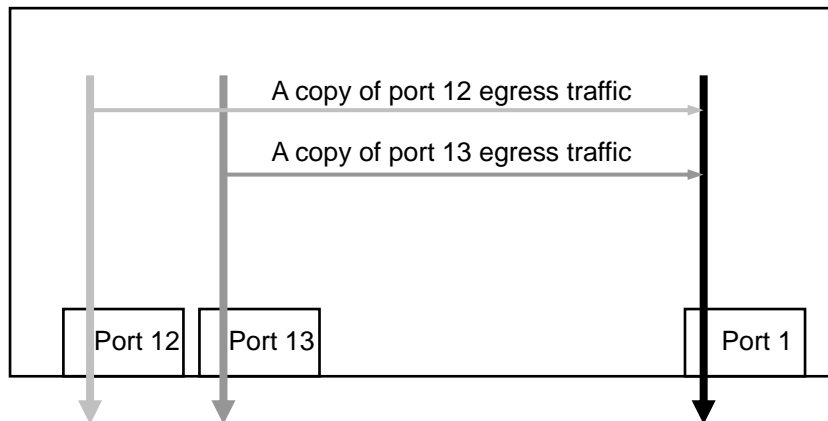 A copy of port 12 egress traffic
A copy of port 13 egress traffic
Port 12
Port 13
Port 1